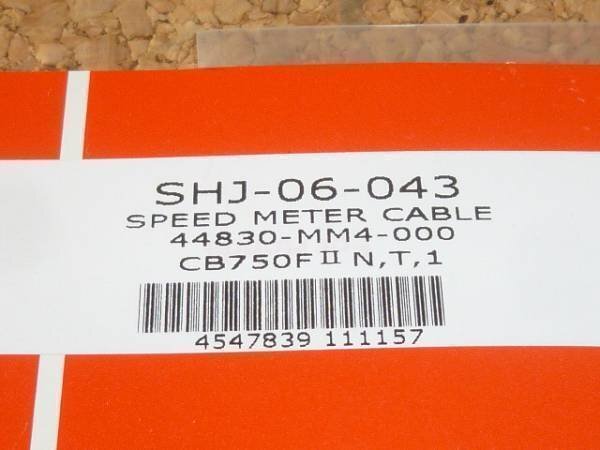 SHJ-06-043
SPEED METER CABLE
44830-MM4-000
CB750FⅡ N,T,1
4547839 111157